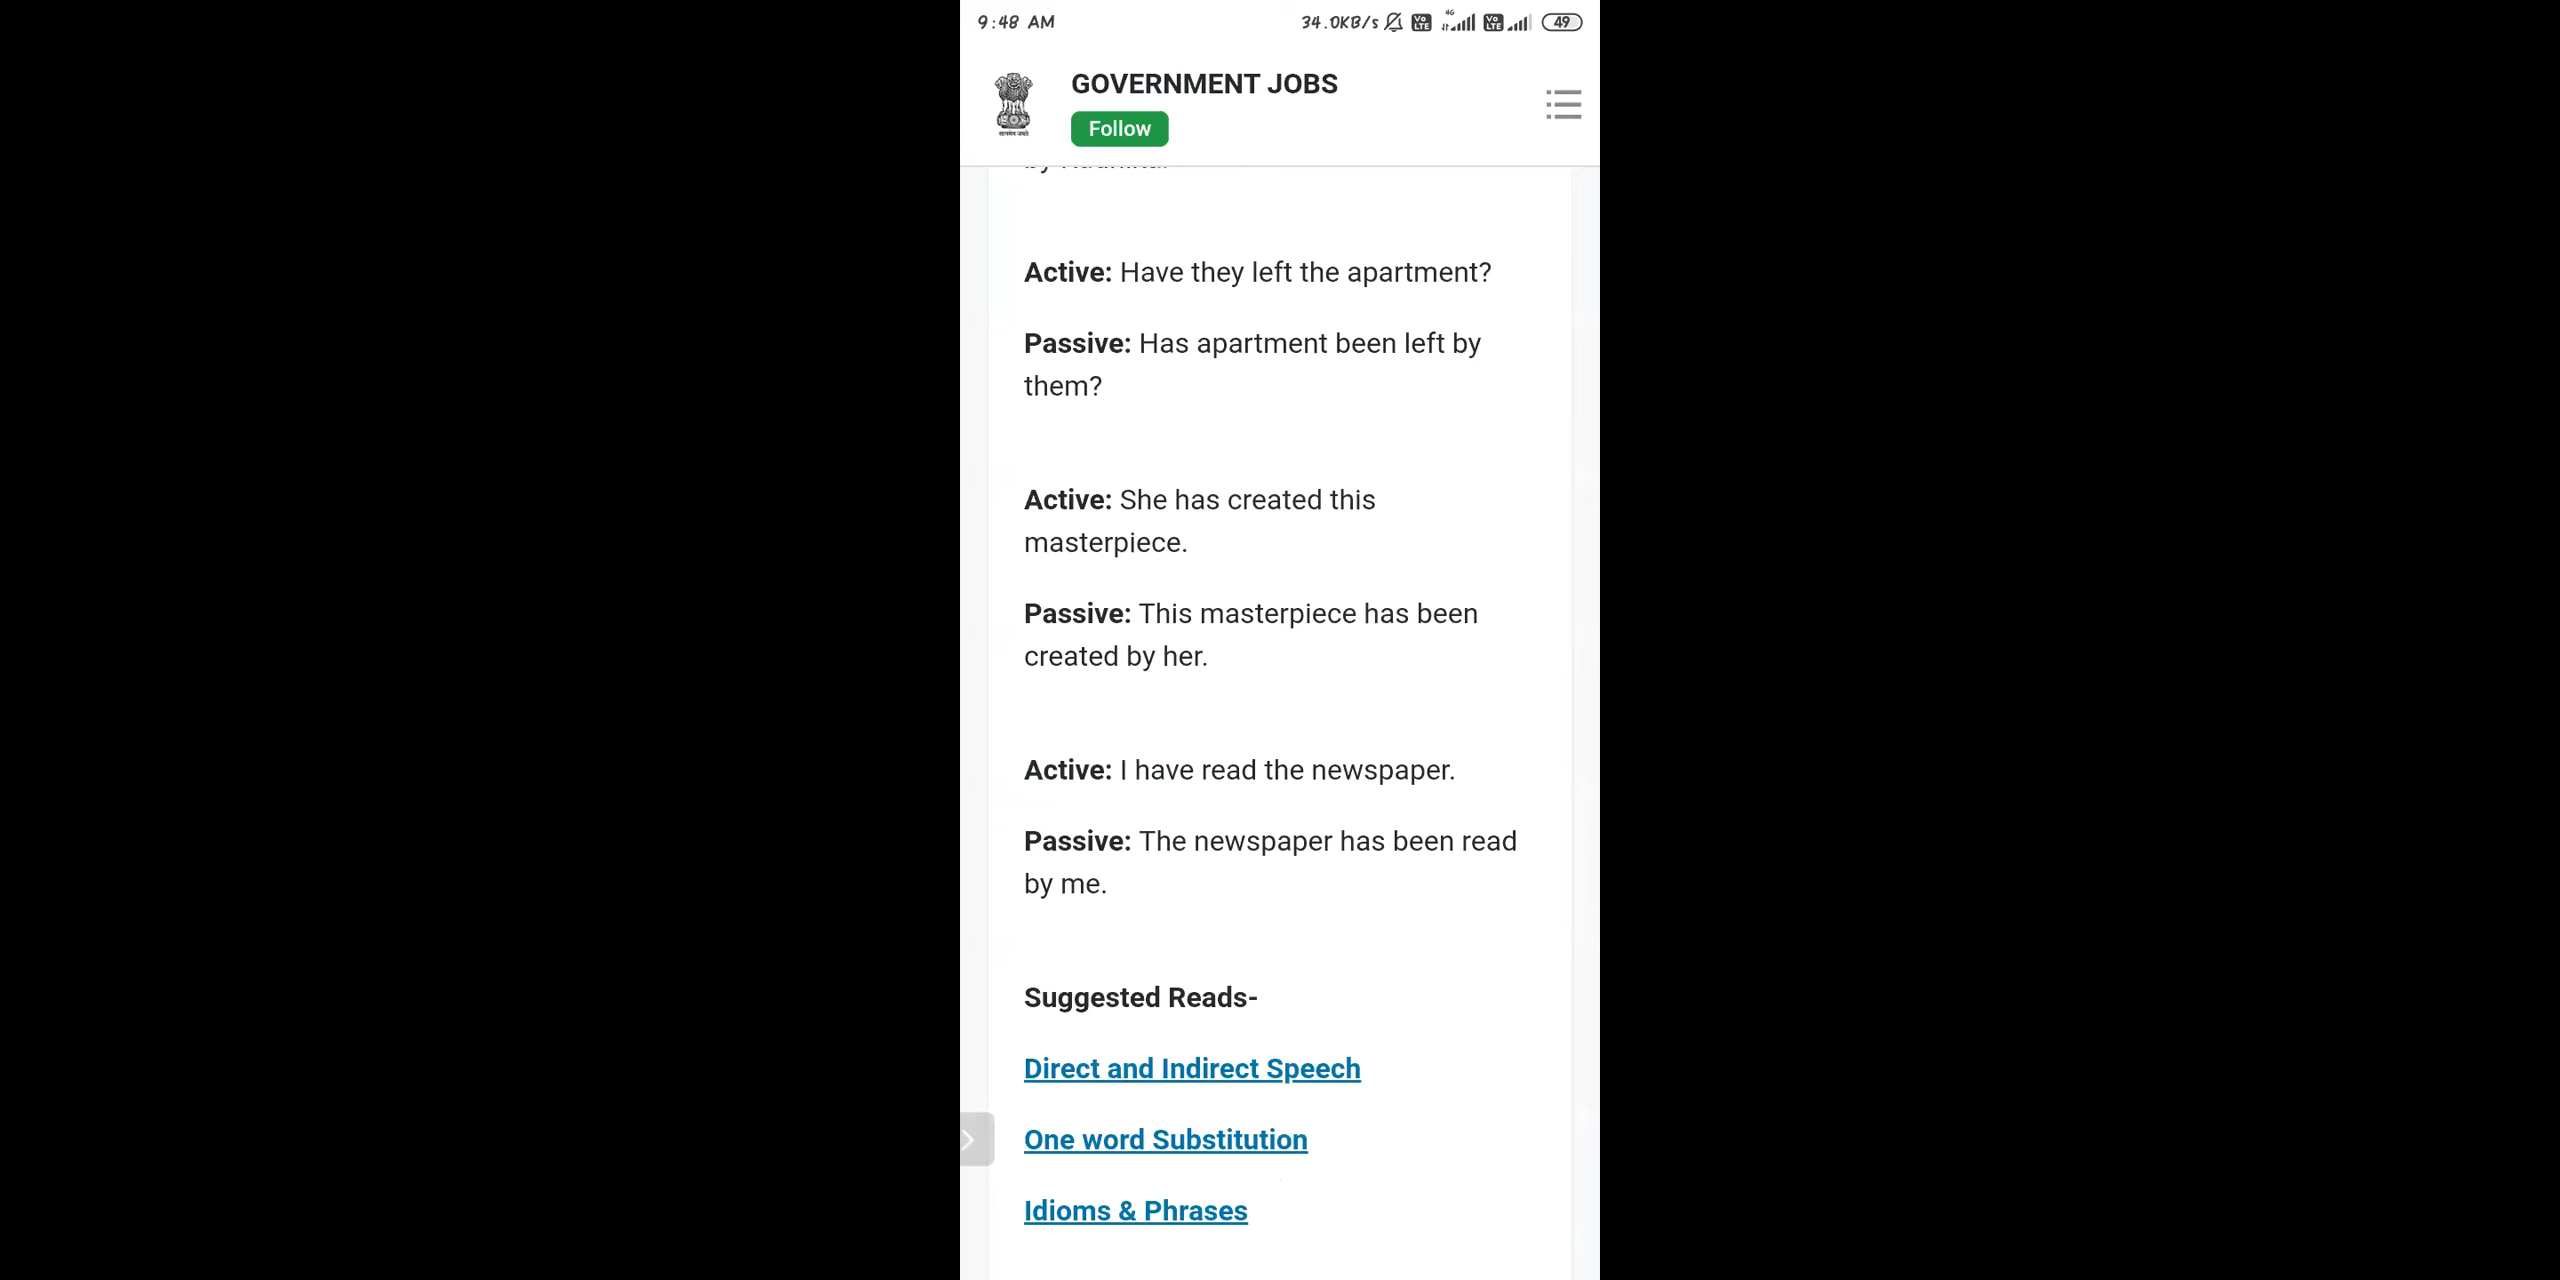 9:48 AM
34.0KB/s
4G
49
GOVERNMENT JOBS
Follow
Active: Have they left the apartment?
Passive: Has apartment been left by
them?
Active: She has created this
masterpiece.
Passive: This masterpiece has been
created by her.
Active: I have read the newspaper.
Passive: The newspaper has been read
by me.
Suggested Reads-
Direct and Indirect Speech
One word Substitution
Idioms & Phrases